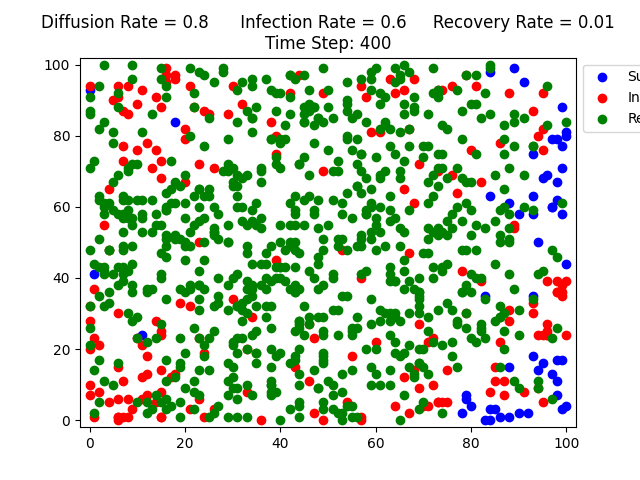 Diffusion Rate = 0.8 Infection Rate = 0.6 Recovery Rate = 0.01
Time Step: 400
100
80
60
40
20
0
0 20 40 60 80 100
Su
In
Re